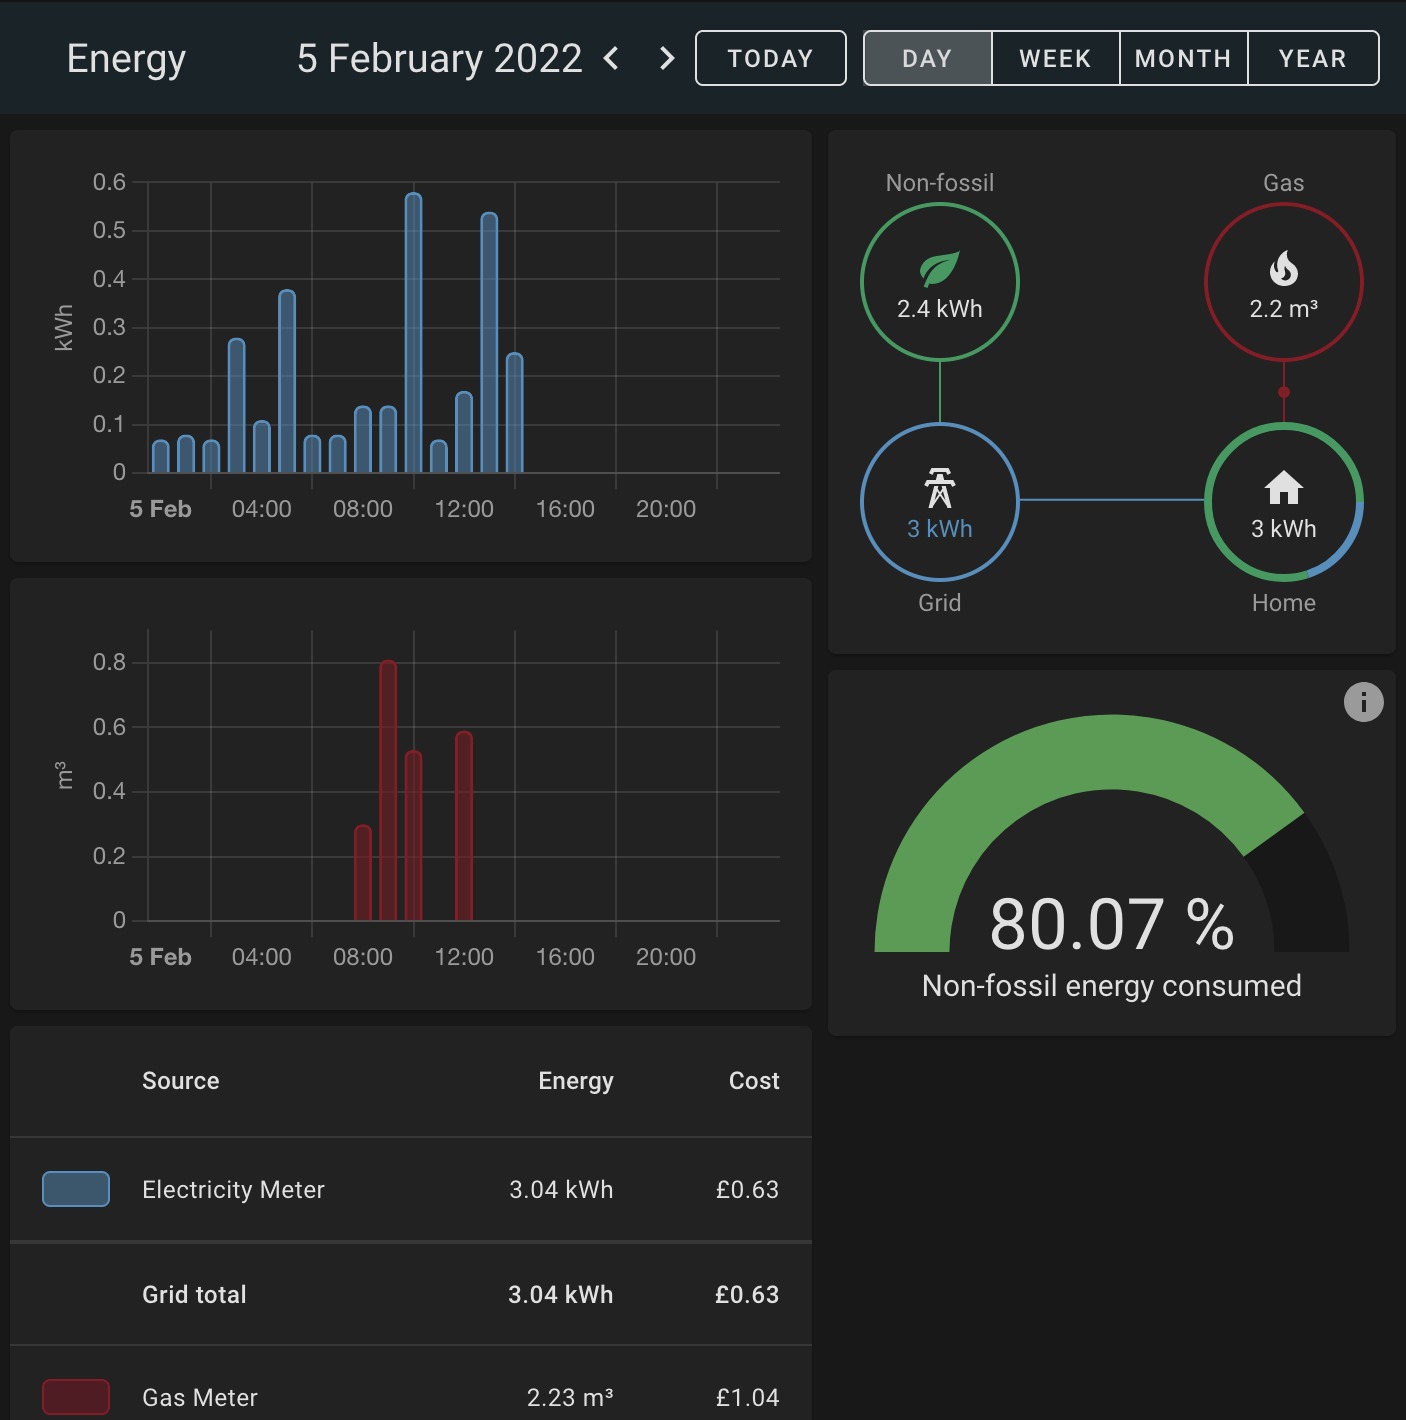 Energy
5 February 2022
TODAY
DAY
WEEK
MONTH
YEAR
kWh
0.6
0.5
0.4
0.3
0.2
0.1
0
5 Feb 04:00 08:00 12:00 16:00 20:00
Non-fossil
2.4 kWh
Gas
2.2 m³
3 kWh
Grid
3 kWh
Home
m³
0.8
0.6
0.4
0.2
0
5 Feb 04:00 08:00 12:00 16:00 20:00
80.07 %
Non-fossil energy consumed
Source Energy Cost
Electricity Meter 3.04 kWh £0.63
Grid total 3.04 kWh £0.63
Gas Meter 2.23 m³ £1.04